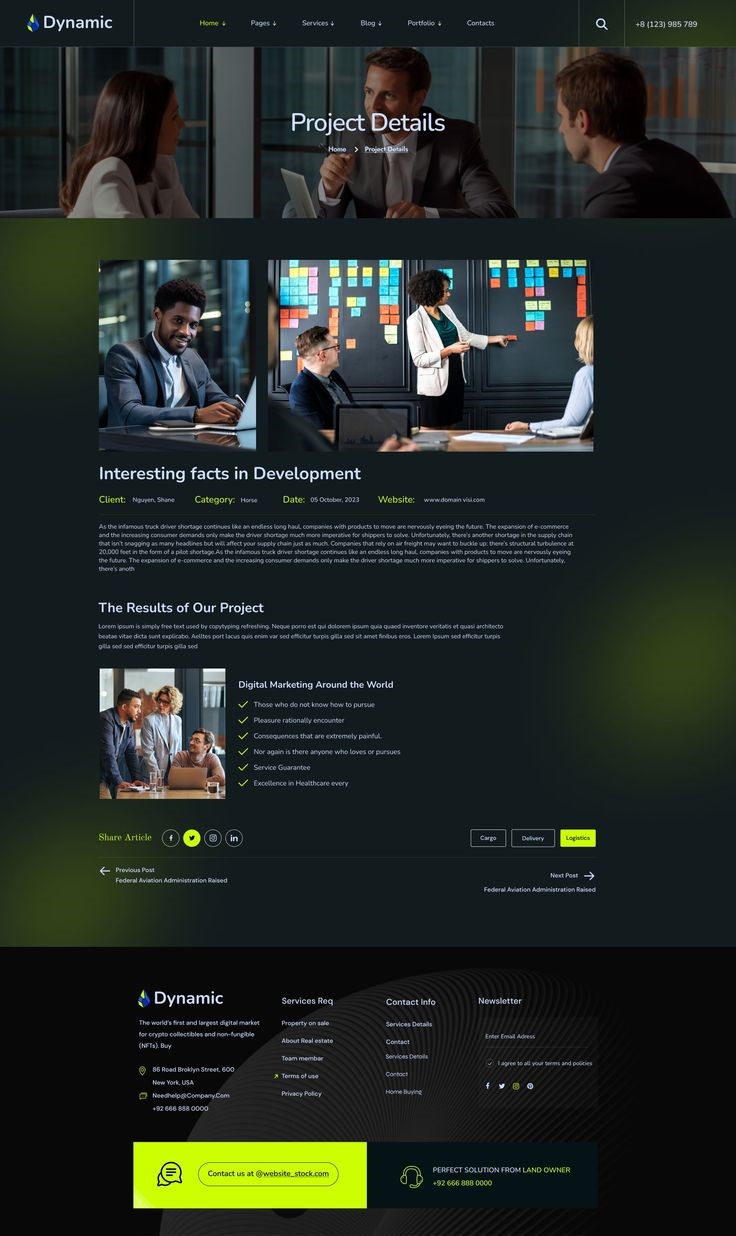 Dynamic
Home Pages Services Blog Portfolio Contacts
+8 (123) 985 789
Project Details
Home Project Details
Interesting facts in Development
Client: Nguyen, Shane Category: Horse Date: 05 October, 2023 Website: www.domain visi.com
As the infamous truck driver shortage continues like an endless long haul, companies with products to move are nervously eyeing the future. The expansion of e-commerce
and the increasing consumer demands only make the driver shortage much more imperative for shippers to solve. Unfortunately, there's another shortage in the supply chain
that isn't snagging as many headlines but will affect your supply chain just as much. Companies that rely on air freight may want to buckle up: there's structural turbulence at
20,000 feet in the form of a pilot shortage.As the infamous truck driver shortage continues like an endless long haul, companies with products to move are nervously eyeing
the future. The expansion of e-commerce and the increasing consumer demands only make the driver shortage much more imperative for shippers to solve. Unfortunately,
there's anoth
The Results of Our Project
Lorem ipsum is simply free text used by copytyping refreshing. Neque porro est qui dolorem ipsum quia quaed inventore veritatis et quasi architecto
beatae vitae dicta sunt explicabo. Aelltes port lacus quis enim var sed efficitur turpis gilla sed sit amet finibus eros. Lorem Ipsum sed efficitur turpis
gilla sed sed efficitur turpis gilla sed
Digital Marketing Around the World
Those who do not know how to pursue
Pleasure rationally encounter
Consequences that are extremely painful.
Nor again is there anyone who loves or pursues
Service Guarantee
Excellence in Healthcare every
Share Article
Cargo Delivery Logistics
Previous Post
Federal Aviation Administration Raised
Next Post
Federal Aviation Administration Raised
Dynamic
The world's first and largest digital market
for crypto collectibles and non-fungible
(NFTs). Buy
86 Road Broklyn Street, 600
New York, USA
Needhelp@Company.Com
+92 666 888 0000
Services Req
Property on sale
About Real estate
Team membar
Terms of use
Privacy Policy
Contact Info
Services Details
Contact
Services Details
Contact
Home Buying
Newsletter
Enter Email Adress
I agree to all your terms and policies
Contact us at @website_stock.com
PERFECT SOLUTION FROM LAND OWNER
+92 666 888 0000